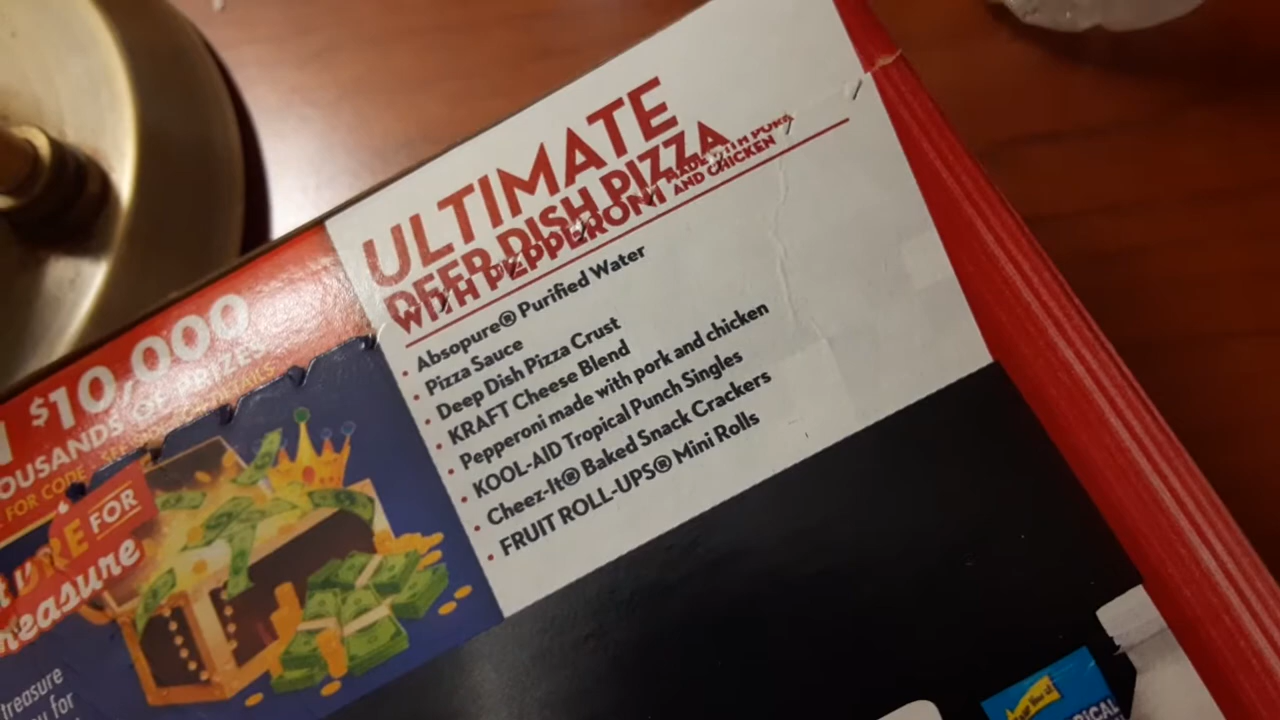 ULTIMATE
DEEP DISH PIZZA
WITH PEPPERONI MADE WITH PORK
AND CHICKEN
• Absopure® Purified Water
• Pizza Sauce
• Deep Dish Pizza Crust
• KRAFT Cheese Blend
• Pepperoni made with pork and chicken
• KOOL-AID Tropical Punch Singles
• Cheez-It® Baked Snack Crackers
• FRUIT ROLL-UPS® Mini Rolls
$10,000
OF PRIZES
FOR CODE
FOR
treasure
for